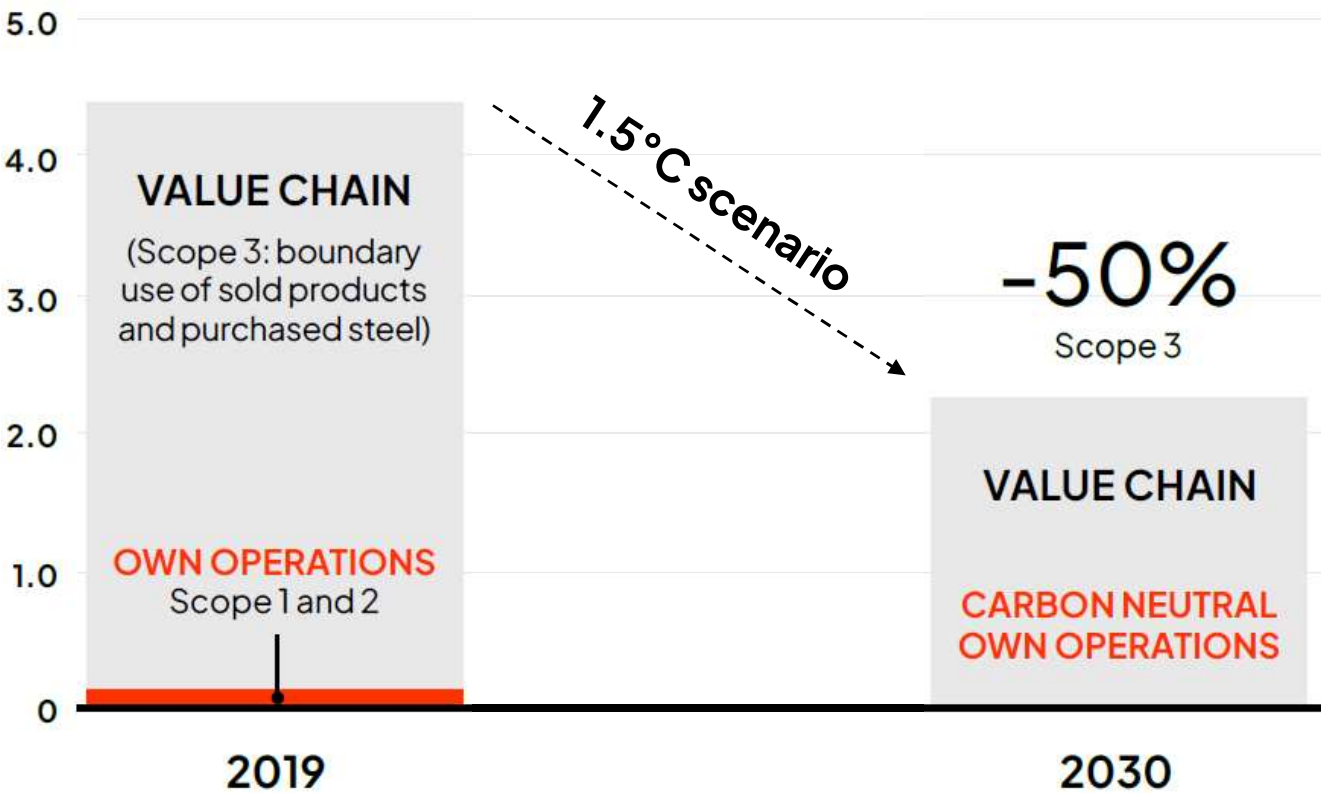 5.0
4.0
3.0
2.0
1.0
0
VALUE CHAIN
(Scope 3: boundary
use of sold products
and purchased steel)
OWN OPERATIONS
Scope 1 and 2
1.5°C scenario
-50%
Scope 3
VALUE CHAIN
CARBON NEUTRAL
OWN OPERATIONS
2019
2030